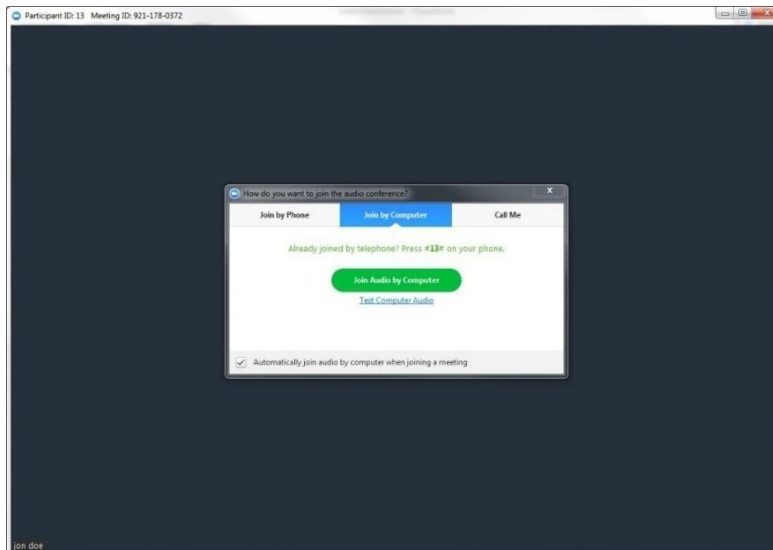 Participant ID: 13 Meeting ID: 921-178-0372
How do you want to join the audio conference?
Join by Phone
Join by Computer
Call Me
Already joined by telephone? Press #13# on your phone.
Join Audio by Computer
Test Computer Audio
Automatically join audio by computer when joining a meeting
jon doe